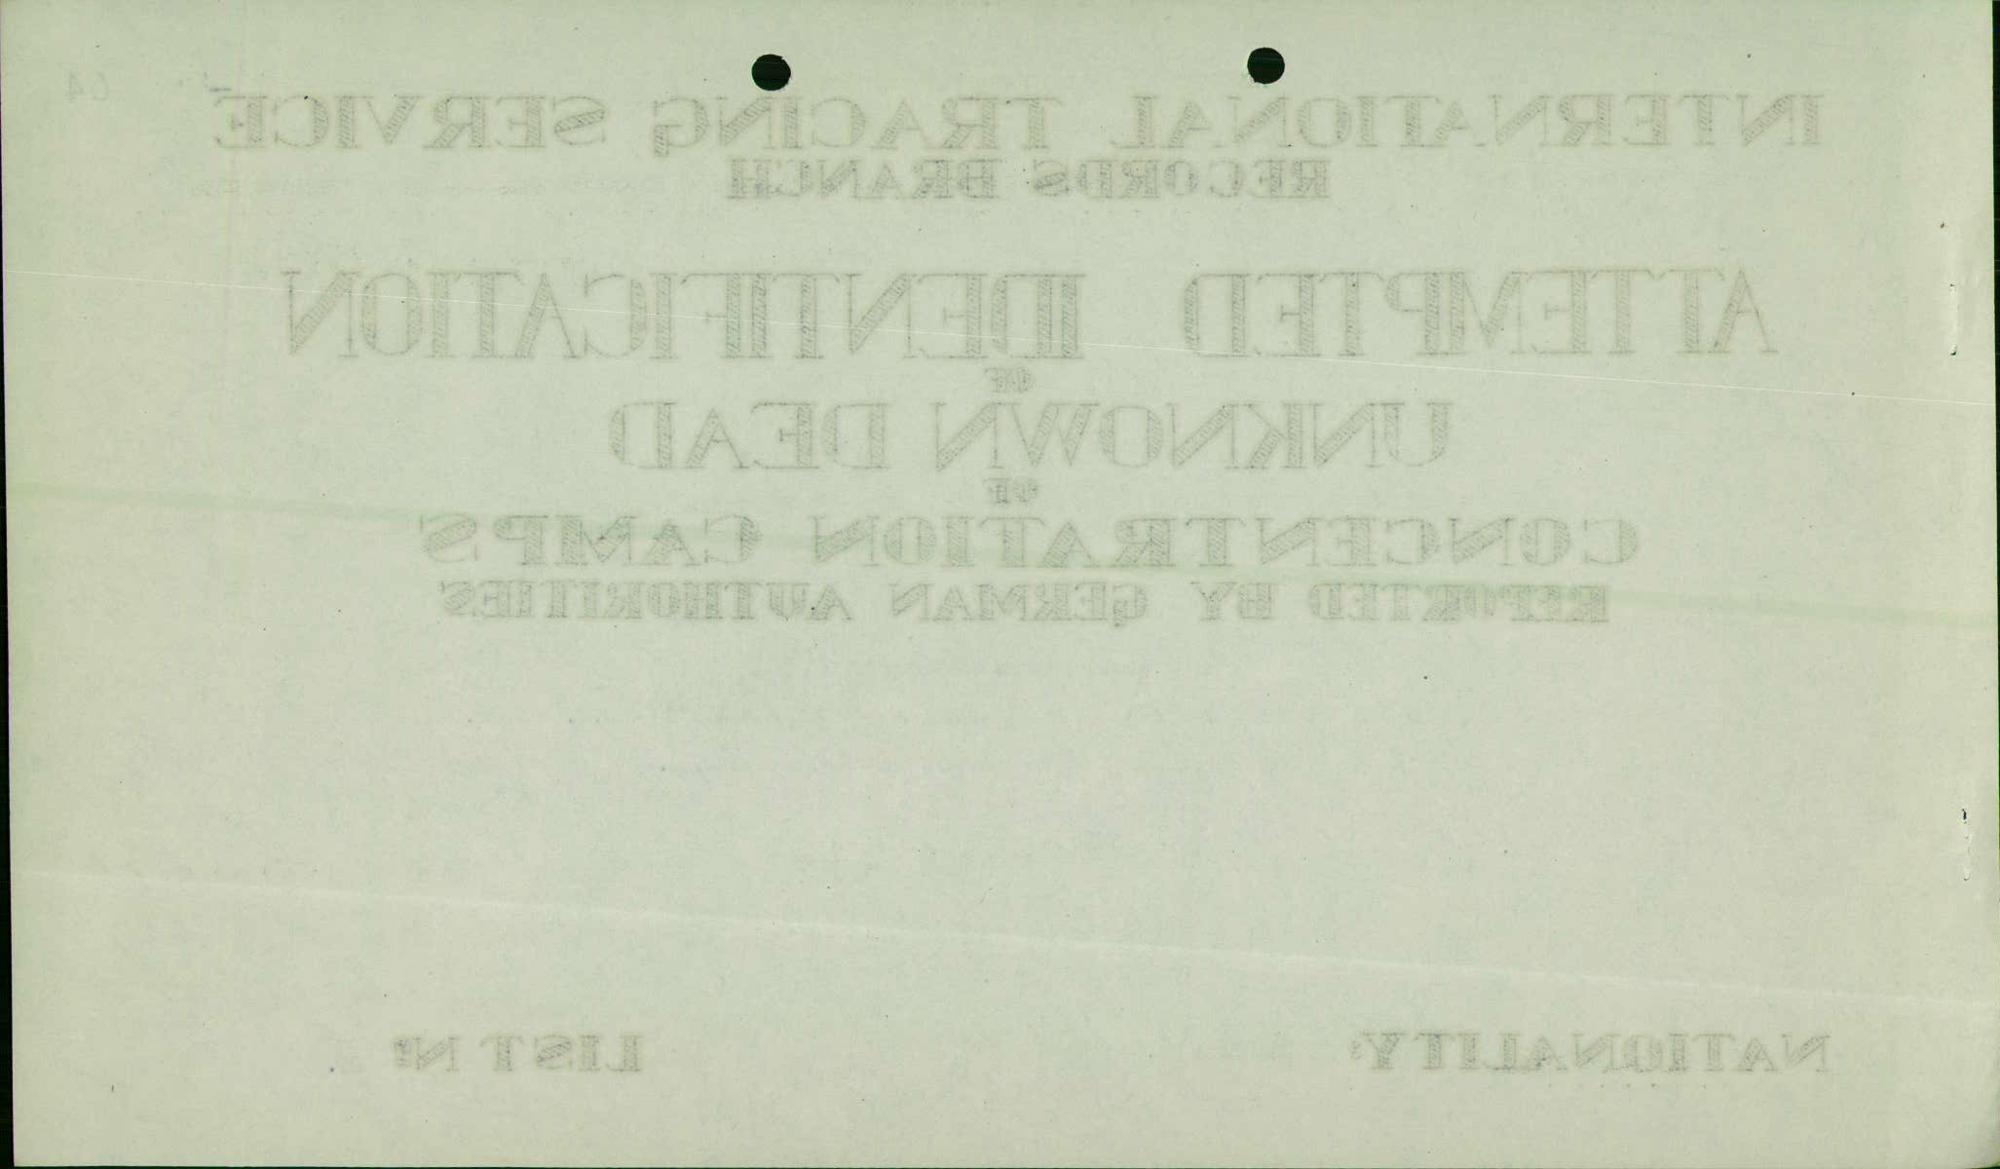 64
INTERNATIONAL TRACING SERVICE
RECORDS BRANCH
ATTEMPTED IDENTIFICATION
OF
UNKNOWN DEAD
OF
CONCENTRATION CAMPS
REPORTED BY GERMAN AUTHORITIES
NATIONALITY:
LIST Nº